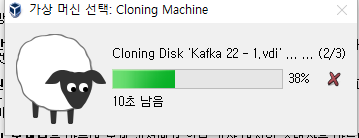 가상 머신 선택: Cloning Machine
Cloning Disk 'Kafka 22 - 1.vdi' ... ... (2/3)
38%
10초 남음